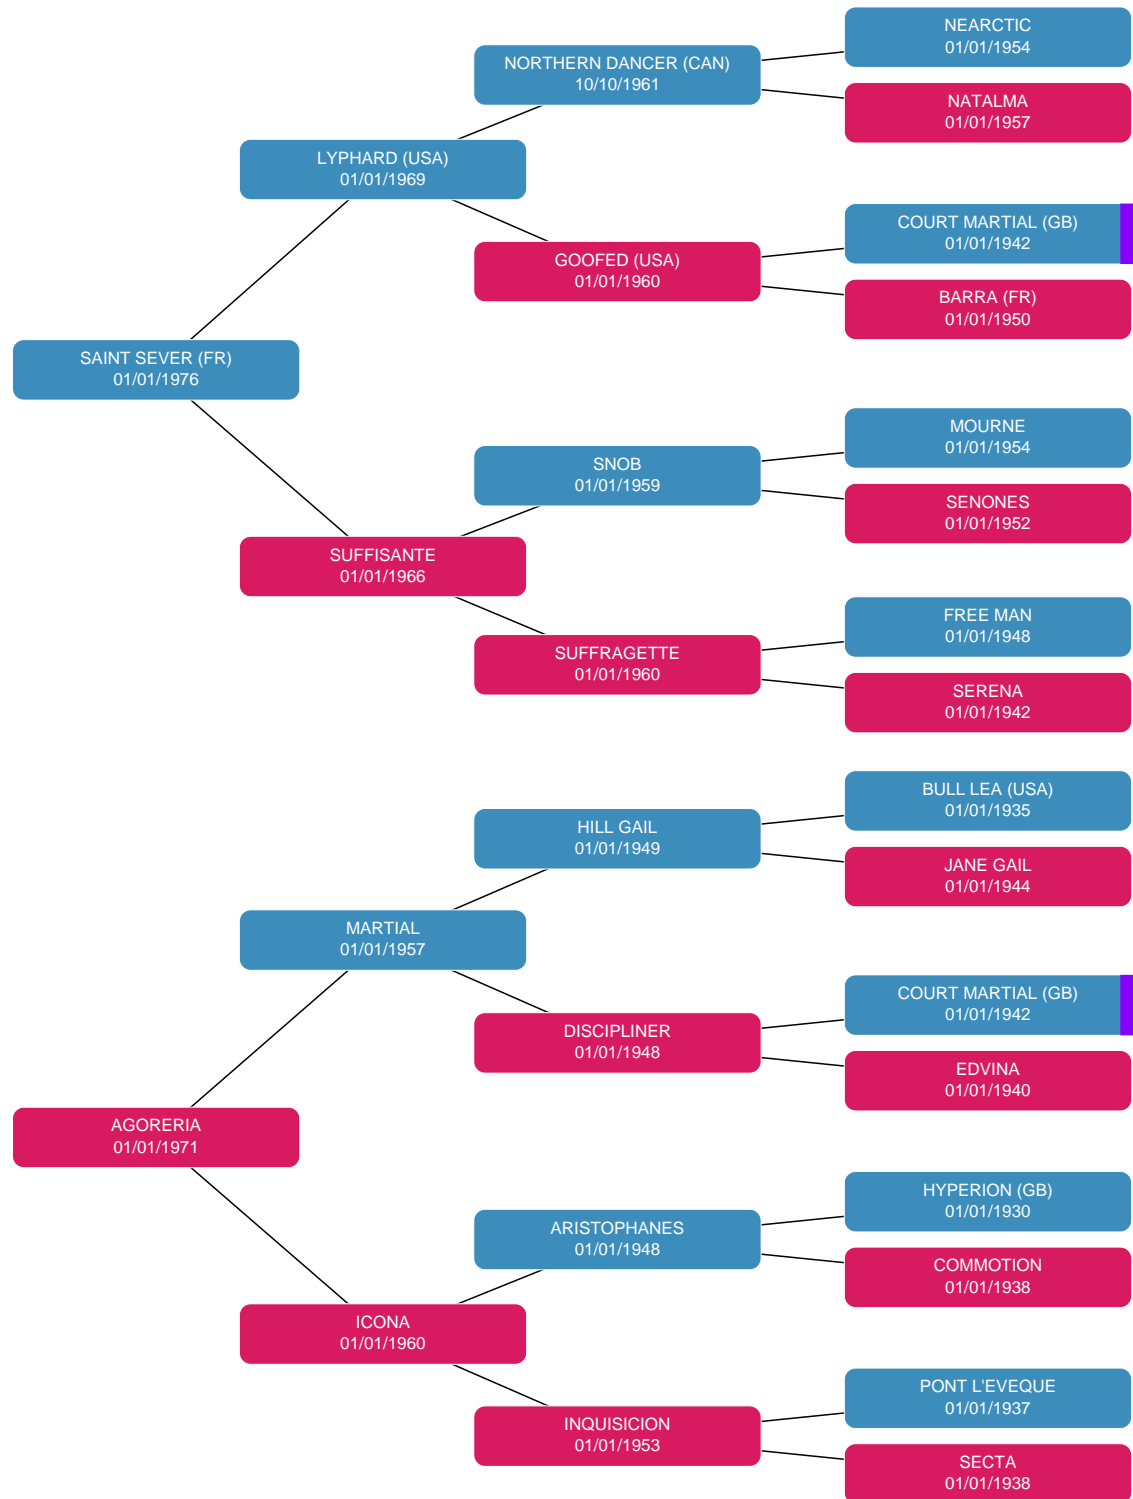 NEARCTIC
01/01/1954
NORTHERN DANCER (CAN)
10/10/1961
NATALMA
01/01/1957
LYPHARD (USA)
01/01/1969
COURT MARTIAL (GB)
01/01/1942
GOOFED (USA)
01/01/1960
BARRA (FR)
01/01/1950
SAINT SEVER (FR)
01/01/1976
MOURNE
01/01/1954
SNOB
01/01/1959
SENONES
01/01/1952
SUFFISANTE
01/01/1966
FREE MAN
01/01/1948
SUFFRAGETTE
01/01/1960
SERENA
01/01/1942
BULL LEA (USA)
01/01/1935
HILL GAIL
01/01/1949
JANE GAIL
01/01/1944
MARTIAL
01/01/1957
COURT MARTIAL (GB)
01/01/1942
DISCIPLINER
01/01/1948
EDVINA
01/01/1940
AGORERIA
01/01/1971
HYPERION (GB)
01/01/1930
ARISTOPHANES
01/01/1948
COMMOTION
01/01/1938
ICONA
01/01/1960
PONT L'EVEQUE
01/01/1937
INQUISICION
01/01/1953
SECTA
01/01/1938